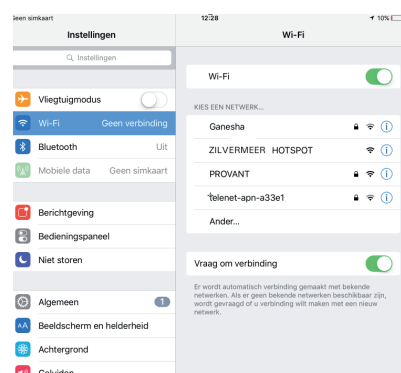 Geen simkaart
12:28
10%
Instellingen
Instellingen
Vliegtuigmodus
Wi-Fi Geen verbinding
Bluetooth Uit
Mobiele data Geen simkaart
Berichtgeving
Bedieningspaneel
Niet storen
Algemeen 1
AA Beeldscherm en helderheid
Achtergrond
Geluiden
Wi-Fi
Wi-Fi
KIES EEN NETWERK...
Ganesha
ZILVERMEER HOTSPOT
PROVANT
telenet-apn-a33e1
Ander...
Vraag om verbinding
Er wordt automatisch verbinding gemaakt met bekende
netwerken. Als er geen bekende netwerken beschikbaar zijn,
wordt gevraagd of u verbinding wilt maken met een nieuw
netwerk.